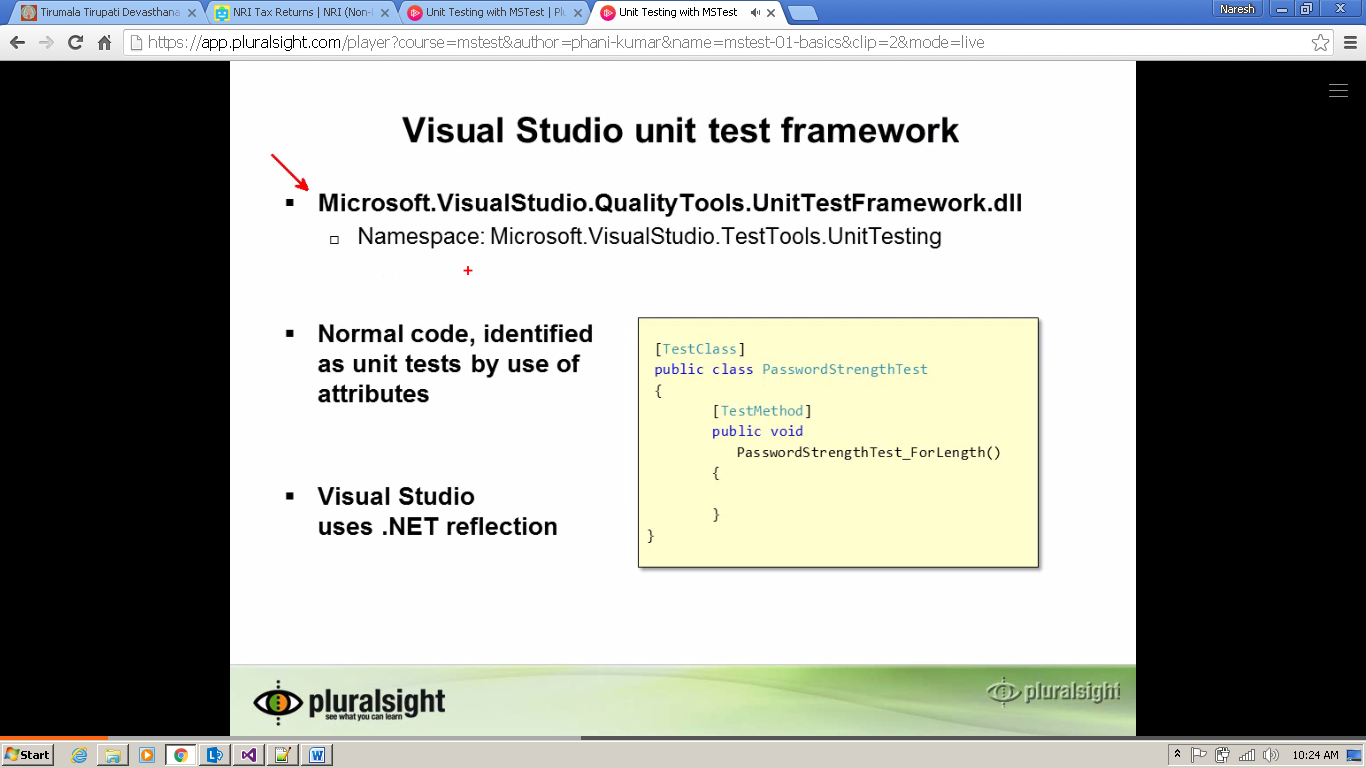 Tirumala Tirupati Devasthana
NRI Tax Returns | NRI (Non-
Unit Testing with MSTest | Pl
Unit Testing with MSTest
Naresh
https://app.pluralsight.com/player?course=mstest&author=phani-kumar&name=mstest-01-basics&clip=2&mode=live
Visual Studio unit test framework
Microsoft.VisualStudio.QualityTools.UnitTestFramework.dll
Namespace: Microsoft.VisualStudio.TestTools.UnitTesting
Normal code, identified
as unit tests by use of
attributes
Visual Studio
uses .NET reflection
[TestClass]
public class PasswordStrengthTest
{
[TestMethod]
public void
PasswordStrengthTest_ForLength()
{
}
}
pluralsight
see what you can learn
pluralsight
Start
10:24 AM